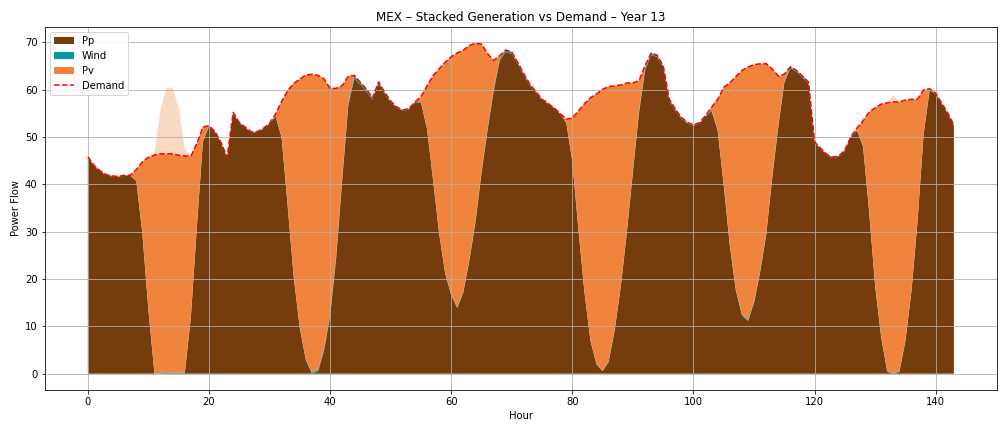 MEX – Stacked Generation vs Demand – Year 13
Pp
Wind
Pv
Demand
Power Flow
70
60
50
40
30
20
10
0
0 20 40 60 80 100 120 140
Hour